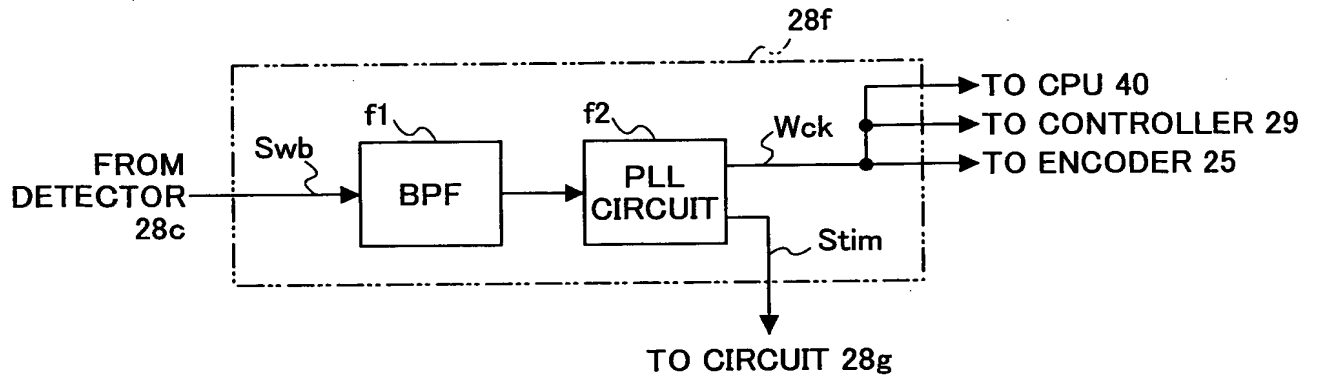 28f
TO CPU 40
TO CONTROLLER 29
TO ENCODER 25
f1
f2
Wck
Swb
FROM
DETECTOR
28c
BPF
PLL
CIRCUIT
Stim
TO CIRCUIT 28g